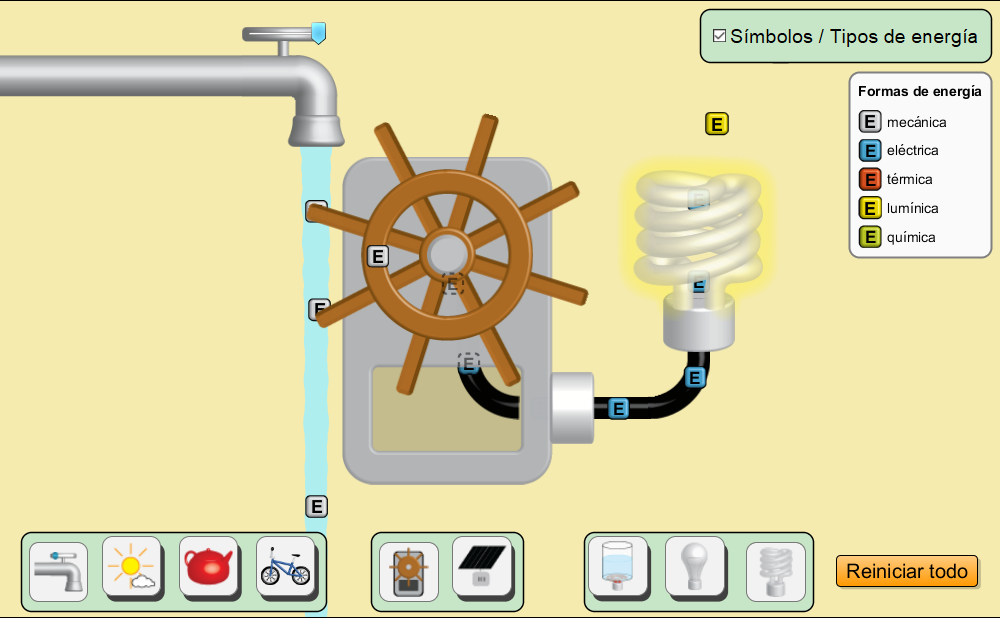 Símbolos / Tipos de energía
Formas de energía
E mecánica
E eléctrica
E térmica
E lumínica
E química
E
E
E
E
E
E
E
E
E
E
E
E
Reiniciar todo